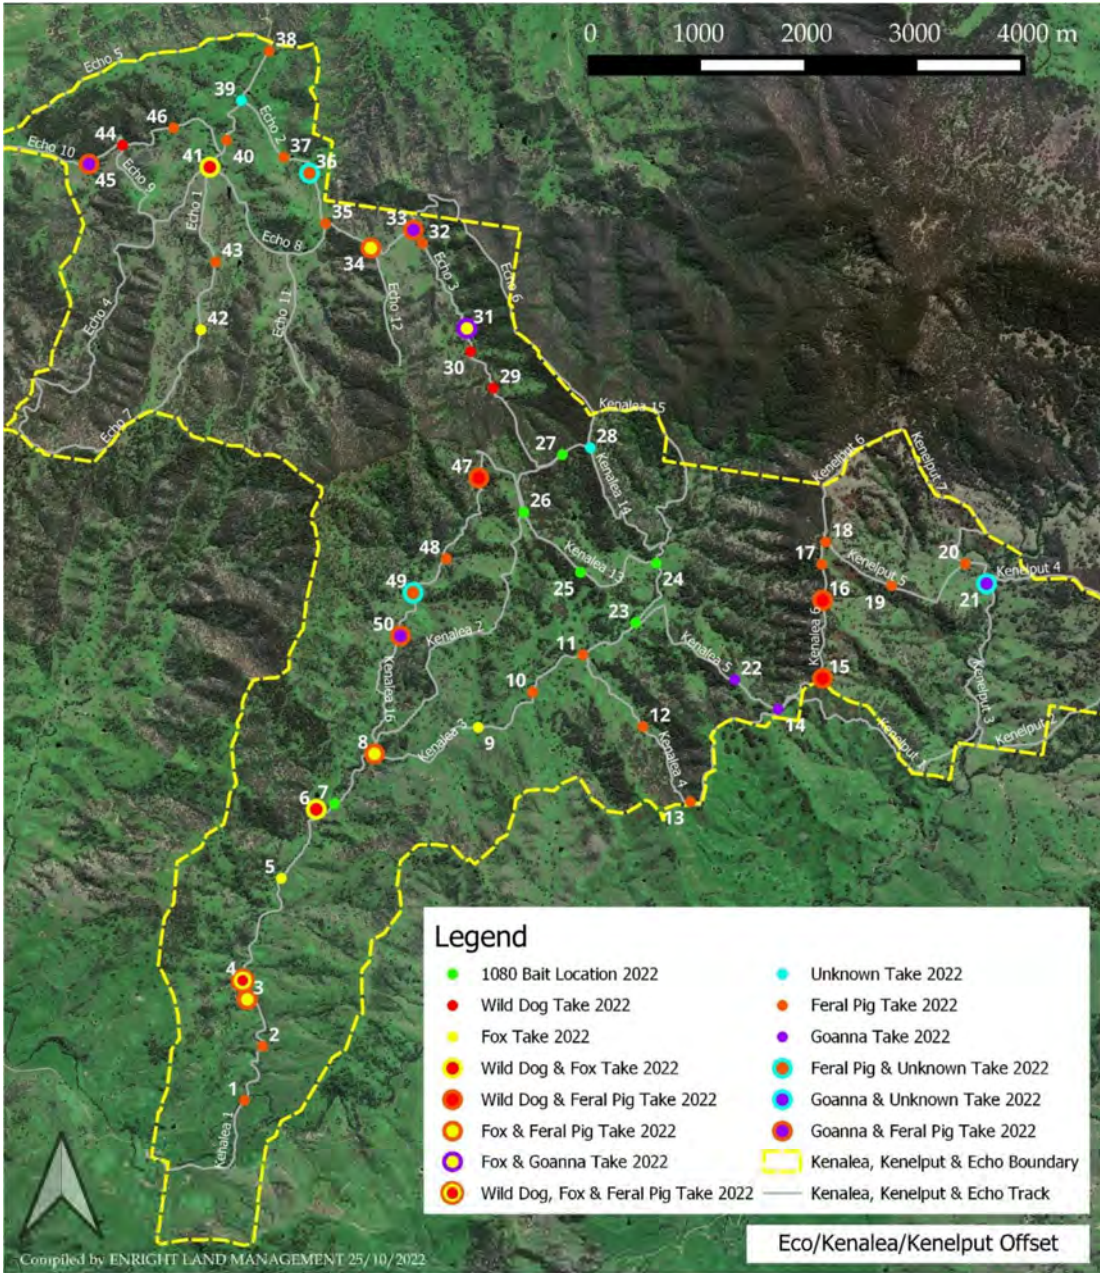 0 1000 2000 3000 4000 m
38
Echo 5
39
46
44
Echo 2
Echo 10
40
37
41
36
45
Echo 9
Echo 1
35
33
32
43
Echo 8
34
Echo 3
Echo 6
Echo 4
Echo 11
Echo 12
42
31
30
29
Echo 7
Kenalea 15
27
28
47
Kenalea 14
Kenelput 6
Kenelput 7
26
18
48
17
20
Kenalea 13
24
Kenelput 5
Kenelput 4
25
49
16
19
21
23
50
Kenalea 2
11
Kenalea 6
Kenalea 5
22
15
Kenalea 16
10
14
12
Kenelput 3
8
Kenalea 3
9
Kenalea 4
Kenelput 1
Kenelput 2
6 7
13
5
4
3
2
1
Kenalea 1
Legend
1080 Bait Location 2022
Wild Dog Take 2022
Fox Take 2022
Wild Dog & Fox Take 2022
Wild Dog & Feral Pig Take 2022
Fox & Feral Pig Take 2022
Fox & Goanna Take 2022
Wild Dog, Fox & Feral Pig Take 2022
Unknown Take 2022
Feral Pig Take 2022
Goanna Take 2022
Feral Pig & Unknown Take 2022
Goanna & Unknown Take 2022
Goanna & Feral Pig Take 2022
Kenalea, Kenelput & Echo Boundary
Kenalea, Kenelput & Echo Track
Eco/Kenalea/Kenelput Offset
Compiled by ENRIGHT LAND MANAGEMENT 25/10/2022